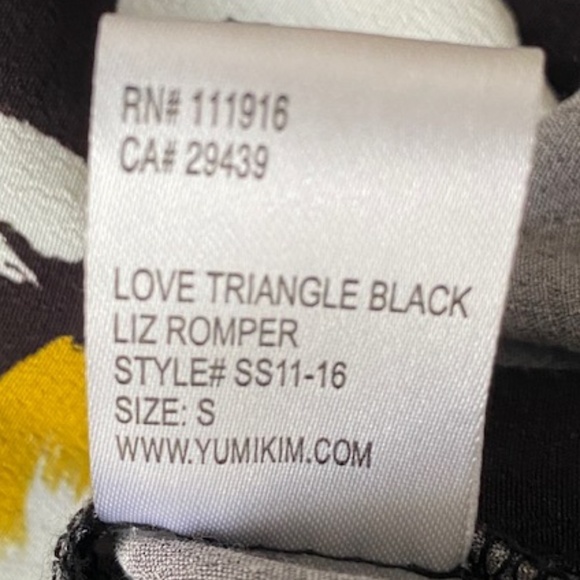 RN# 111916
CA# 29439
LOVE TRIANGLE BLACK
LIZ ROMPER
STYLE# SS11-16
SIZE: S
WWW.YUMIKIM.COM